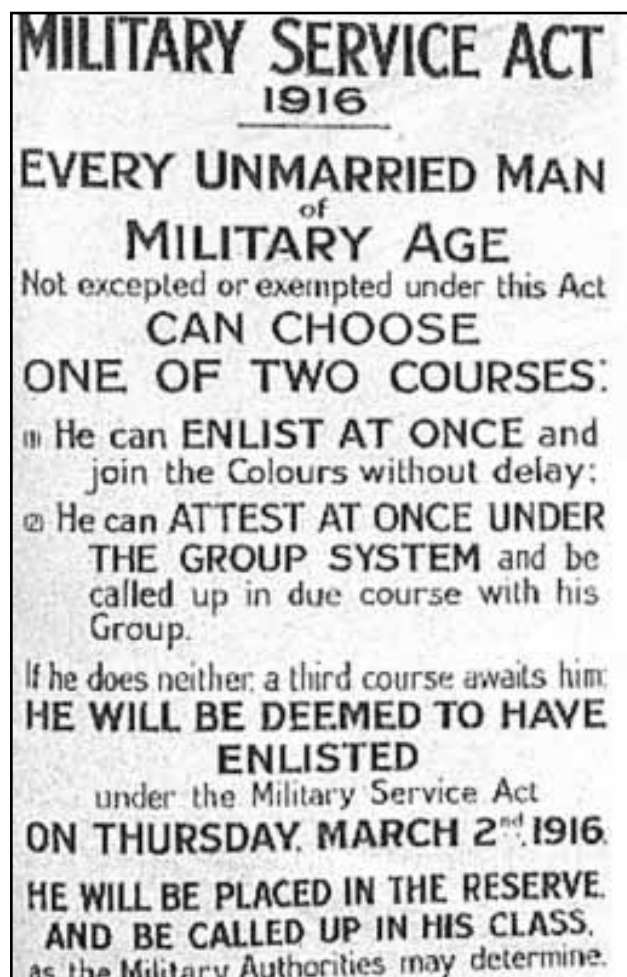 MILITARY SERVICE ACT
1916
EVERY UNMARRIED MAN
of
MILITARY AGE
Not excepted or exempted under this Act
CAN CHOOSE
ONE OF TWO COURSES:
(1) He can ENLIST AT ONCE and
join the Colours without delay:
(2) He can ATTEST AT ONCE UNDER
THE GROUP SYSTEM and be
called up in due course with his
Group.
If he does neither, a third course awaits him:
HE WILL BE DEEMED TO HAVE
ENLISTED
under the Military Service Act
ON THURSDAY, MARCH 2nd, 1916.
HE WILL BE PLACED IN THE RESERVE,
AND BE CALLED UP IN HIS CLASS,
as the Military Authorities may determine.